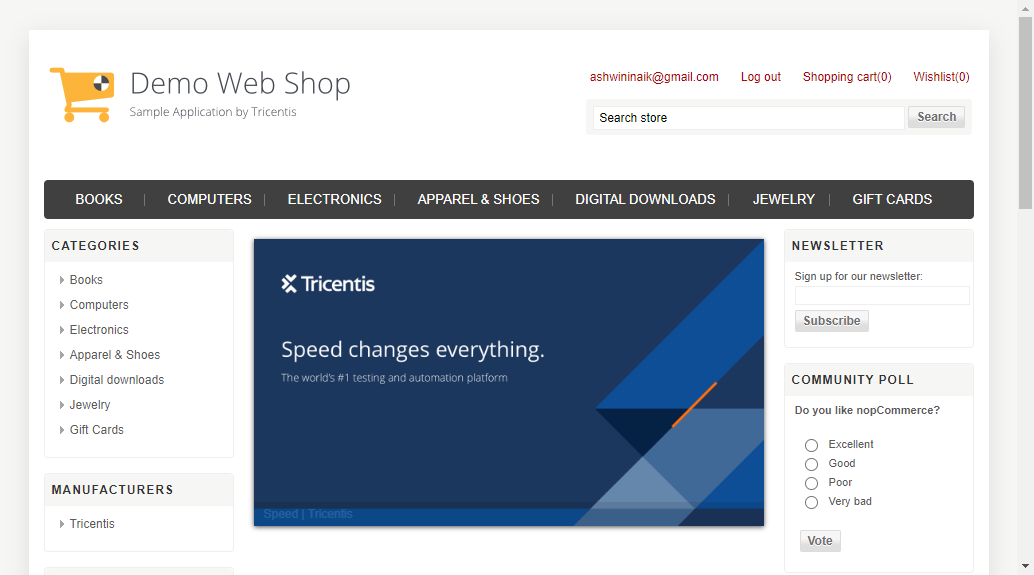 Demo Web Shop
Sample Application by Tricentis
ashwininaik@gmail.com Log out Shopping cart(0) Wishlist(0)
Search store Search
BOOKS COMPUTERS ELECTRONICS APPAREL & SHOES DIGITAL DOWNLOADS JEWELRY GIFT CARDS
CATEGORIES
Books
Computers
Electronics
Apparel & Shoes
Digital downloads
Jewelry
Gift Cards
MANUFACTURERS
Tricentis
Tricentis
Speed changes everything.
The world's #1 testing and automation platform
Speed | Tricentis
NEWSLETTER
Sign up for our newsletter:
Subscribe
COMMUNITY POLL
Do you like nopCommerce?
Excellent
Good
Poor
Very bad
Vote